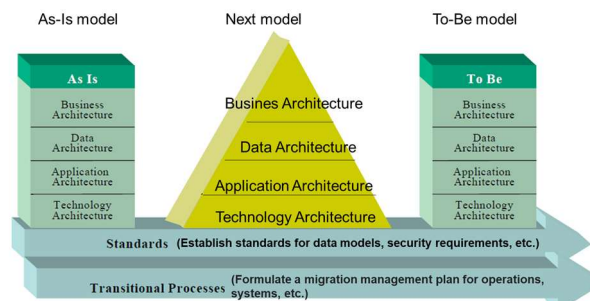 As-Is model
Next model
To-Be model
As Is
Business
Architecture
Data
Architecture
Application
Architecture
Technology
Architecture
Busines Architecture
Data Architecture
Application Architecture
Technology Architecture
To Be
Business
Architecture
Data
Architecture
Application
Architecture
Technology
Architecture
Standards (Establish standards for data models, security requirements, etc.)
Transitional Processes (Formulate a migration management plan for operations,
systems, etc.)